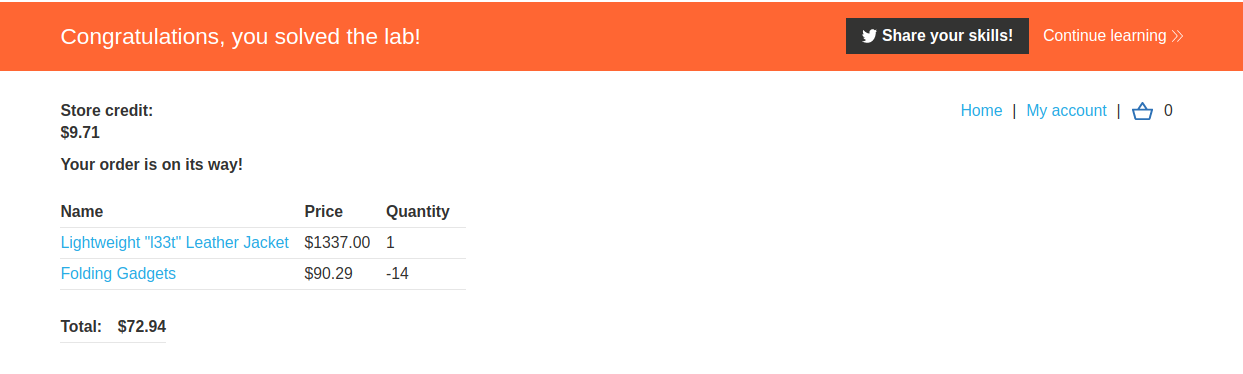 Congratulations, you solved the lab!
Share your skills! Continue learning
Store credit:
$9.71
Home | My account | 0
Your order is on its way!
Name Price Quantity
Lightweight "l33t" Leather Jacket $1337.00 1
Folding Gadgets $90.29 -14
Total: $72.94